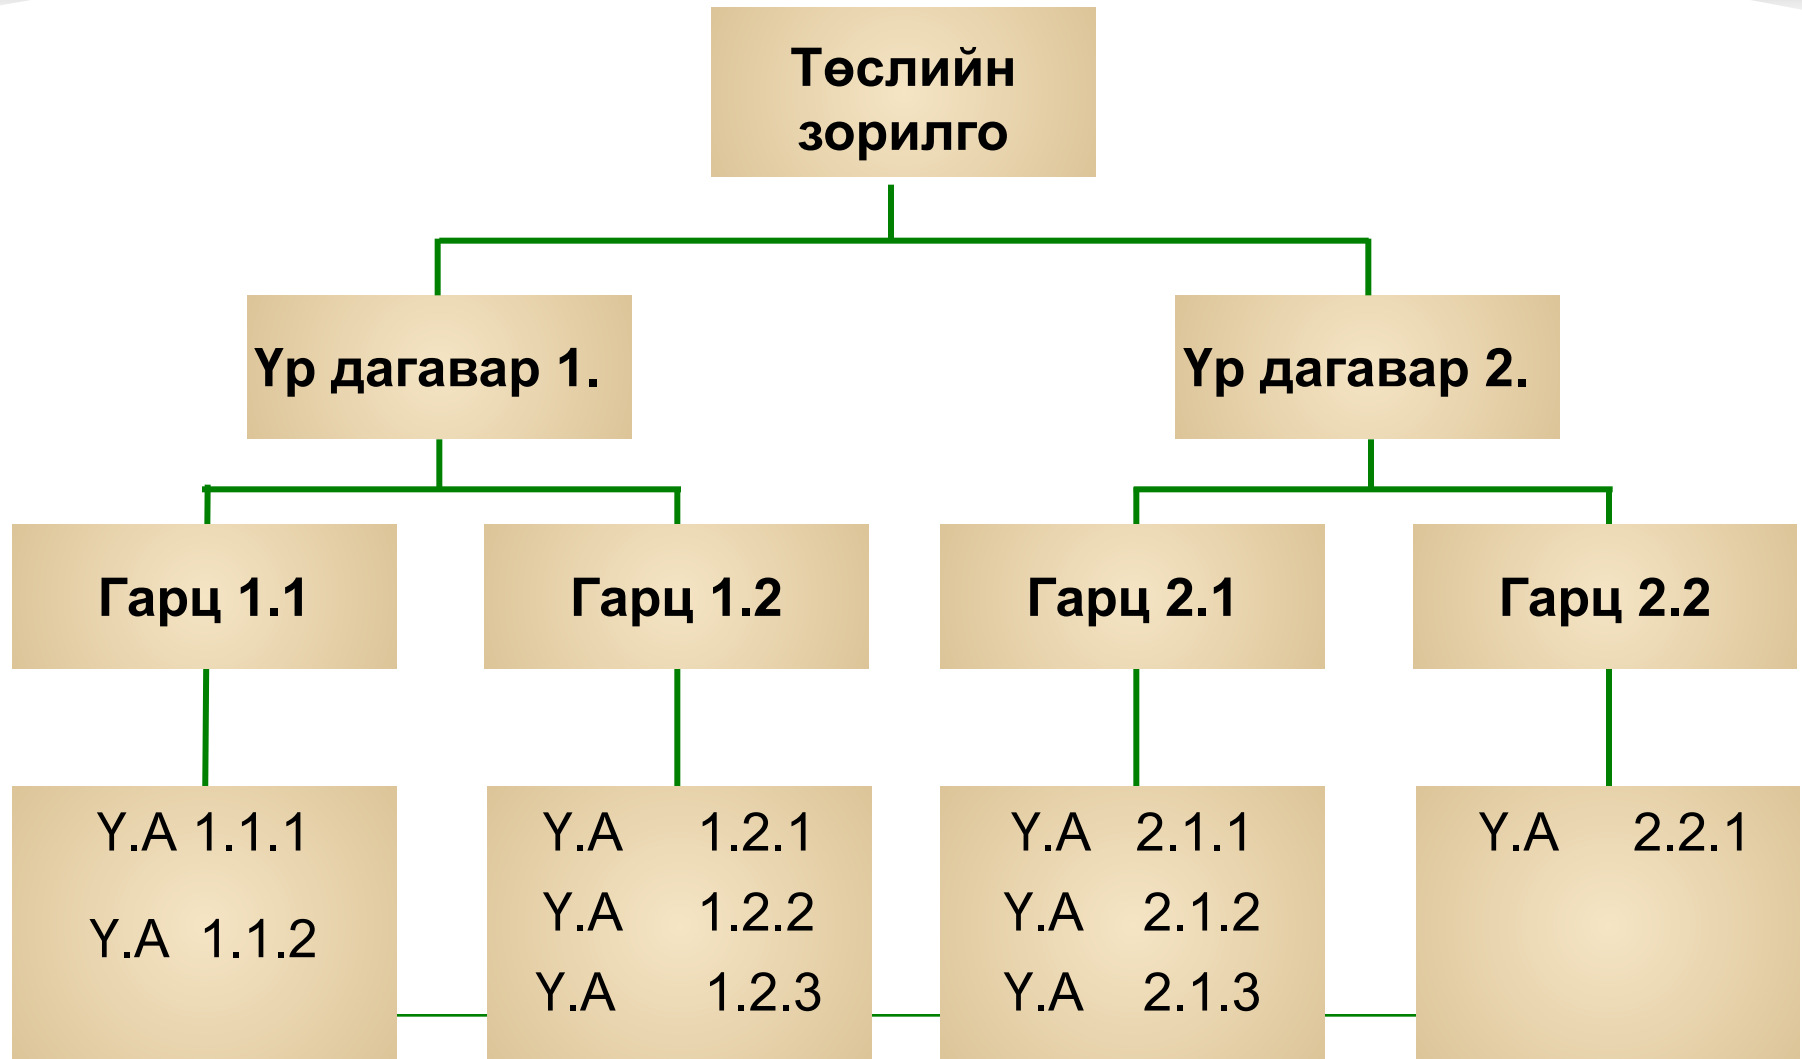 Төслийн
зорилго
Үр дагавар 1.
Үр дагавар 2.
Гарц 1.1
Гарц 1.2
Гарц 2.1
Гарц 2.2
Ү.А 1.1.1
Ү.А 1.1.2
Ү.А 1.2.1
Ү.А 1.2.2
Ү.А 1.2.3
Ү.А 2.1.1
Ү.А 2.1.2
Ү.А 2.1.3
Ү.А 2.2.1